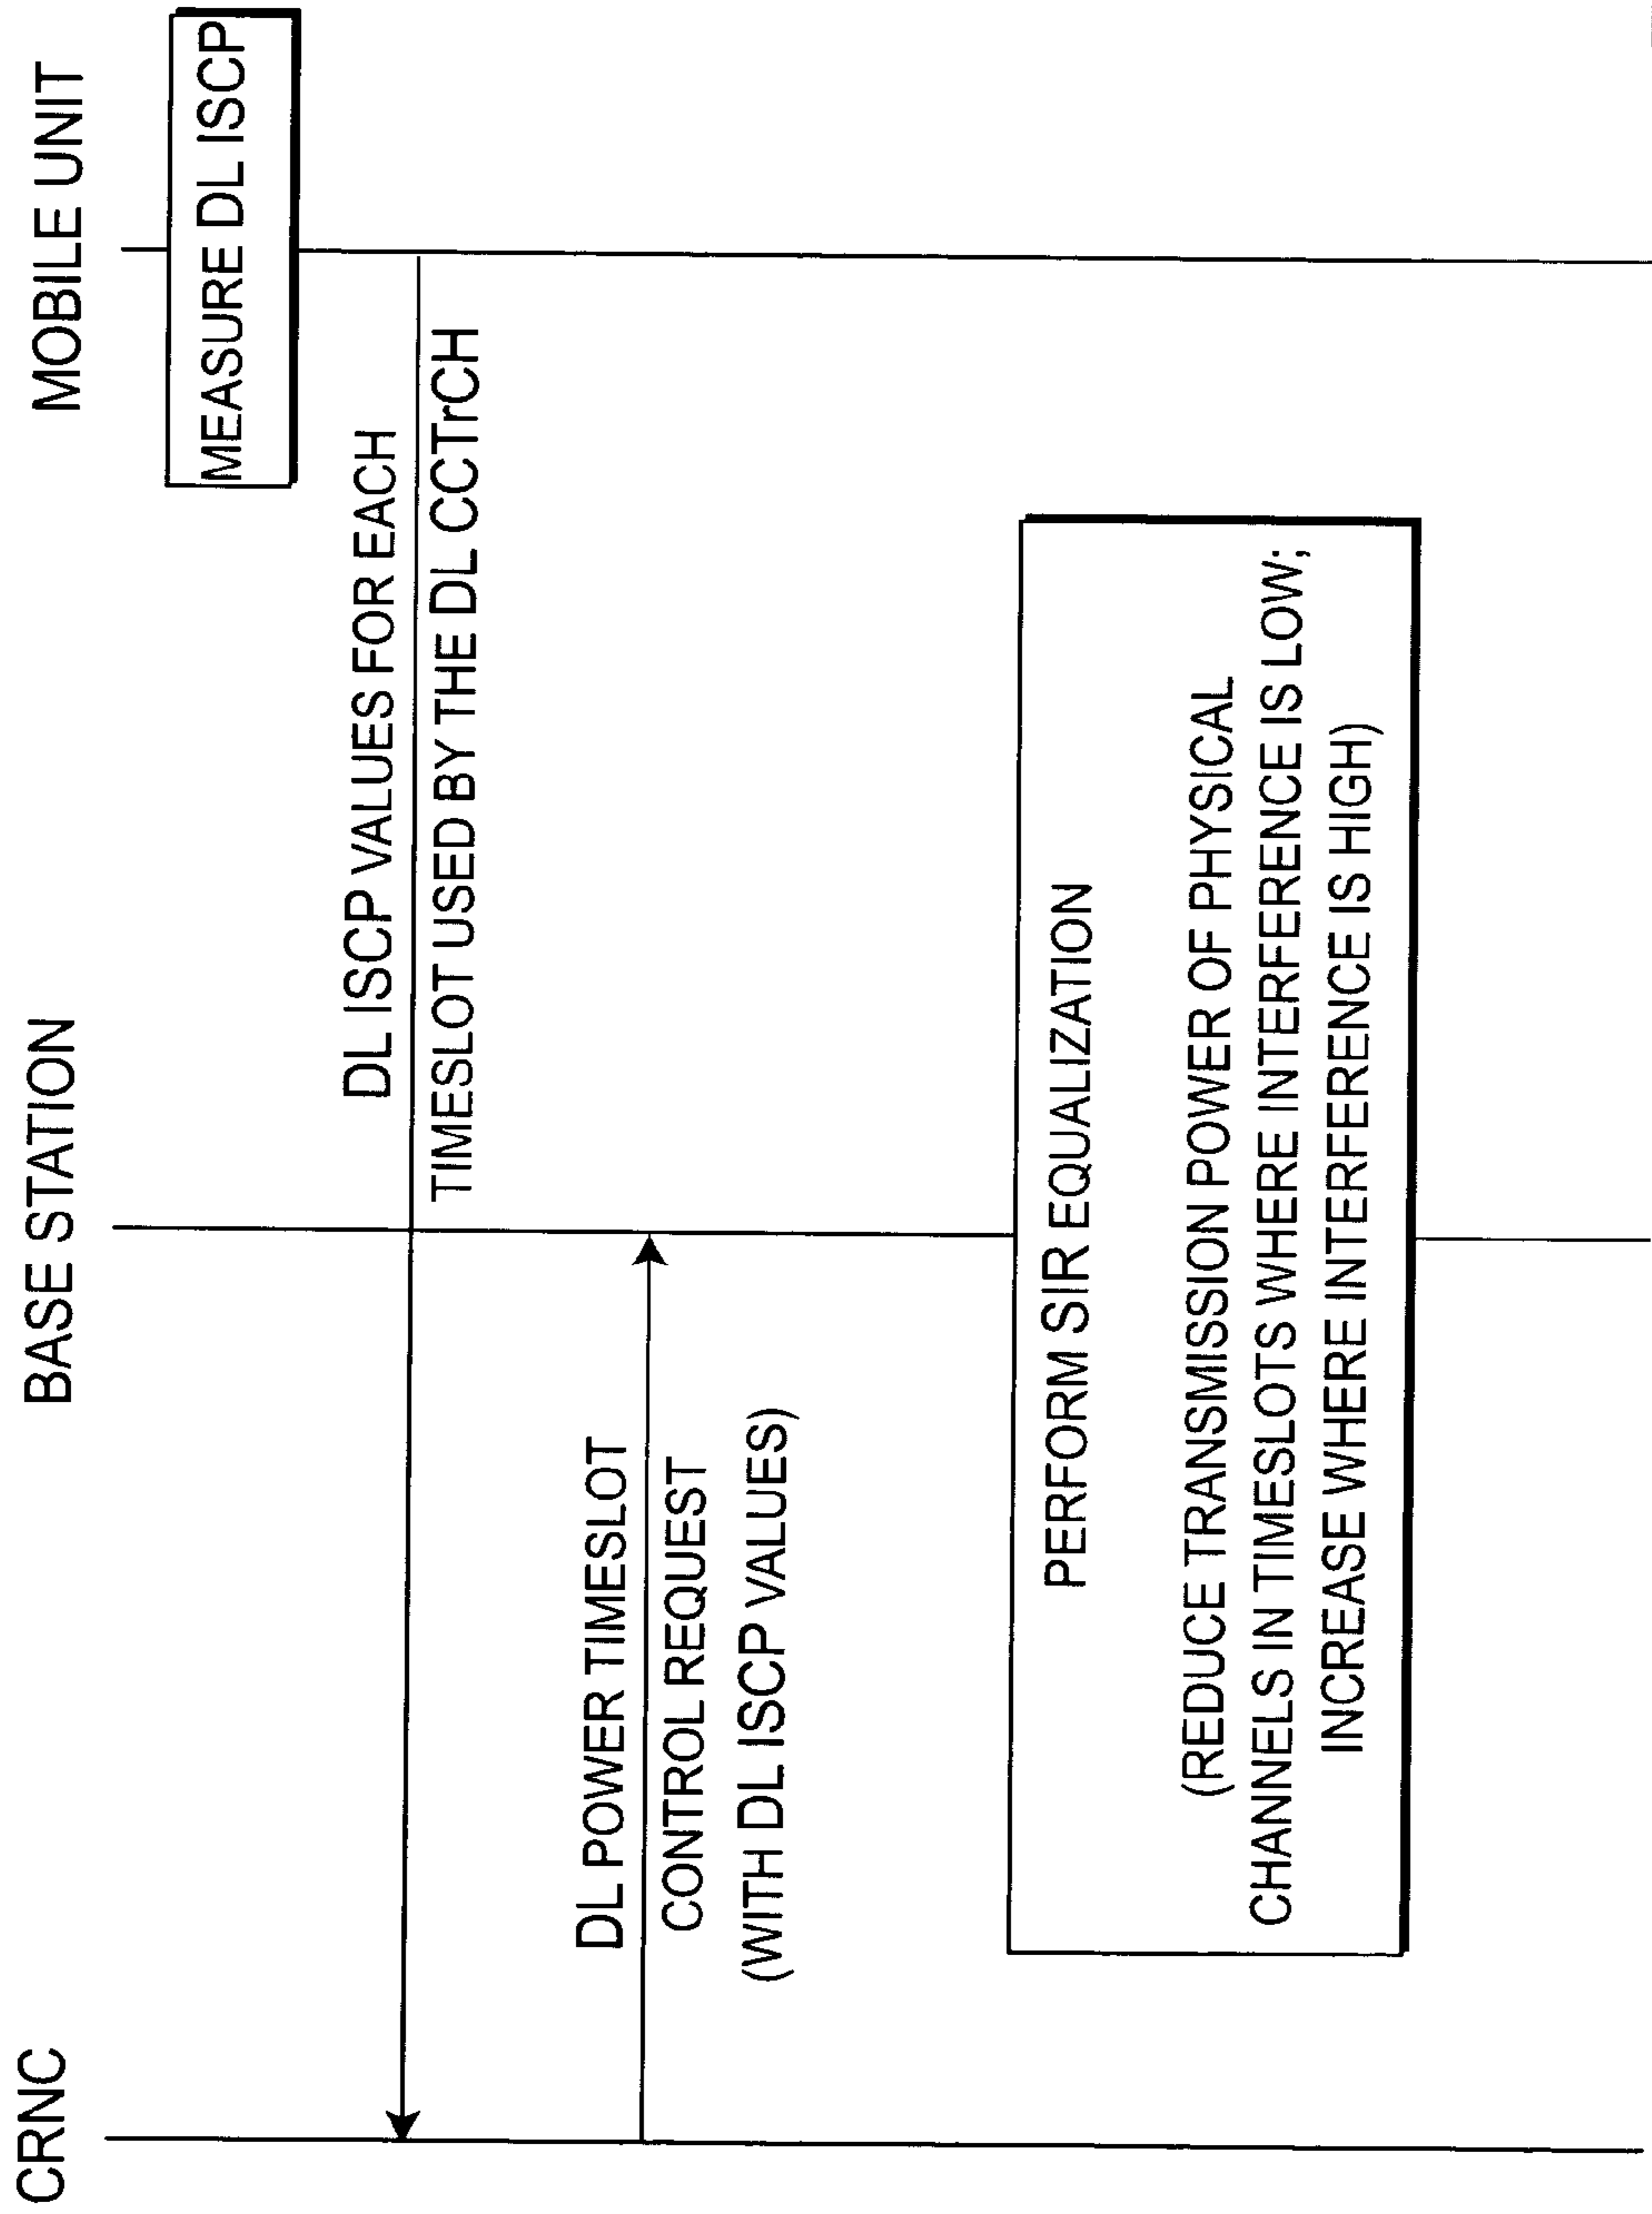 CRNC
BASE STATION
MOBILE UNIT
MEASURE DL ISCP
DL ISCP VALUES FOR EACH
TIMESLOT USED BY THE DL CCTrCH
DL POWER TIMESLOT
CONTROL REQUEST
(WITH DL ISCP VALUES)
PERFORM SIR EQUALIZATION
(REDUCE TRANSMISSION POWER OF PHYSICAL
CHANNELS IN TIMESLOTS WHERE INTERFERENCE IS LOW;
INCREASE WHERE INTERFERENCE IS HIGH)